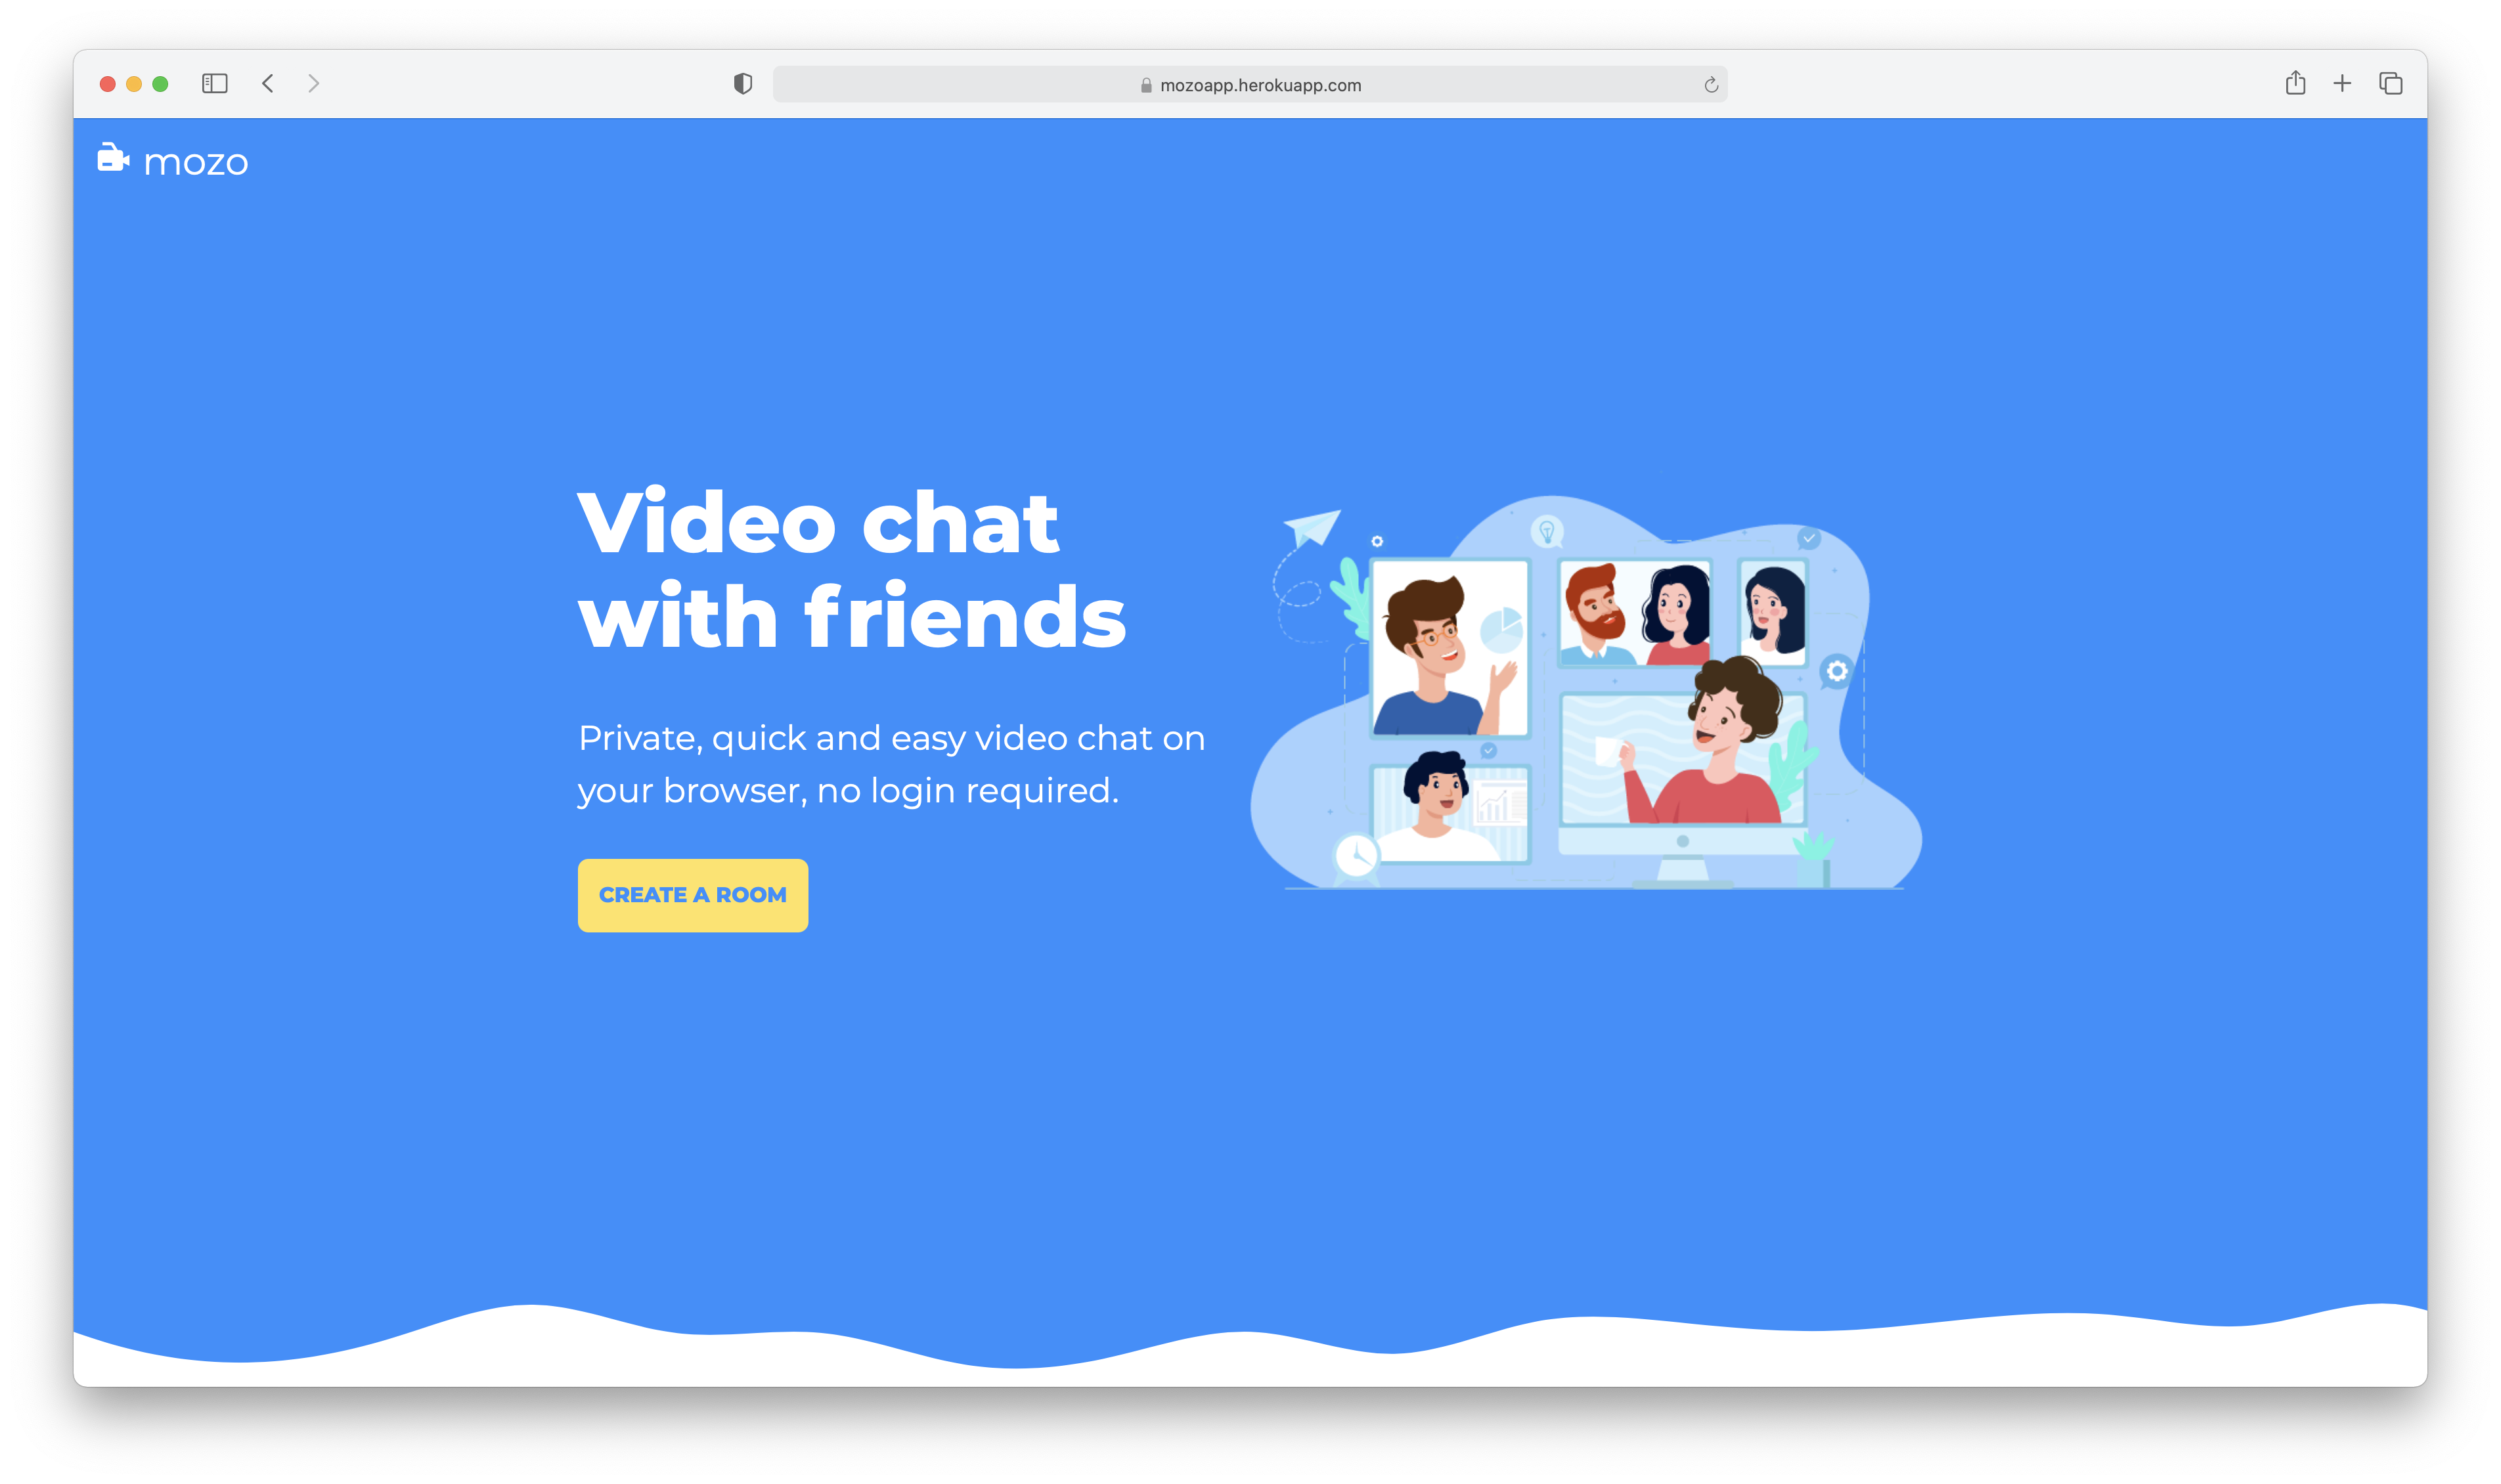 mozoapp.herokuapp.com
mozo
Video chat
with friends
Private, quick and easy video chat on
your browser, no login required.
CREATE A ROOM